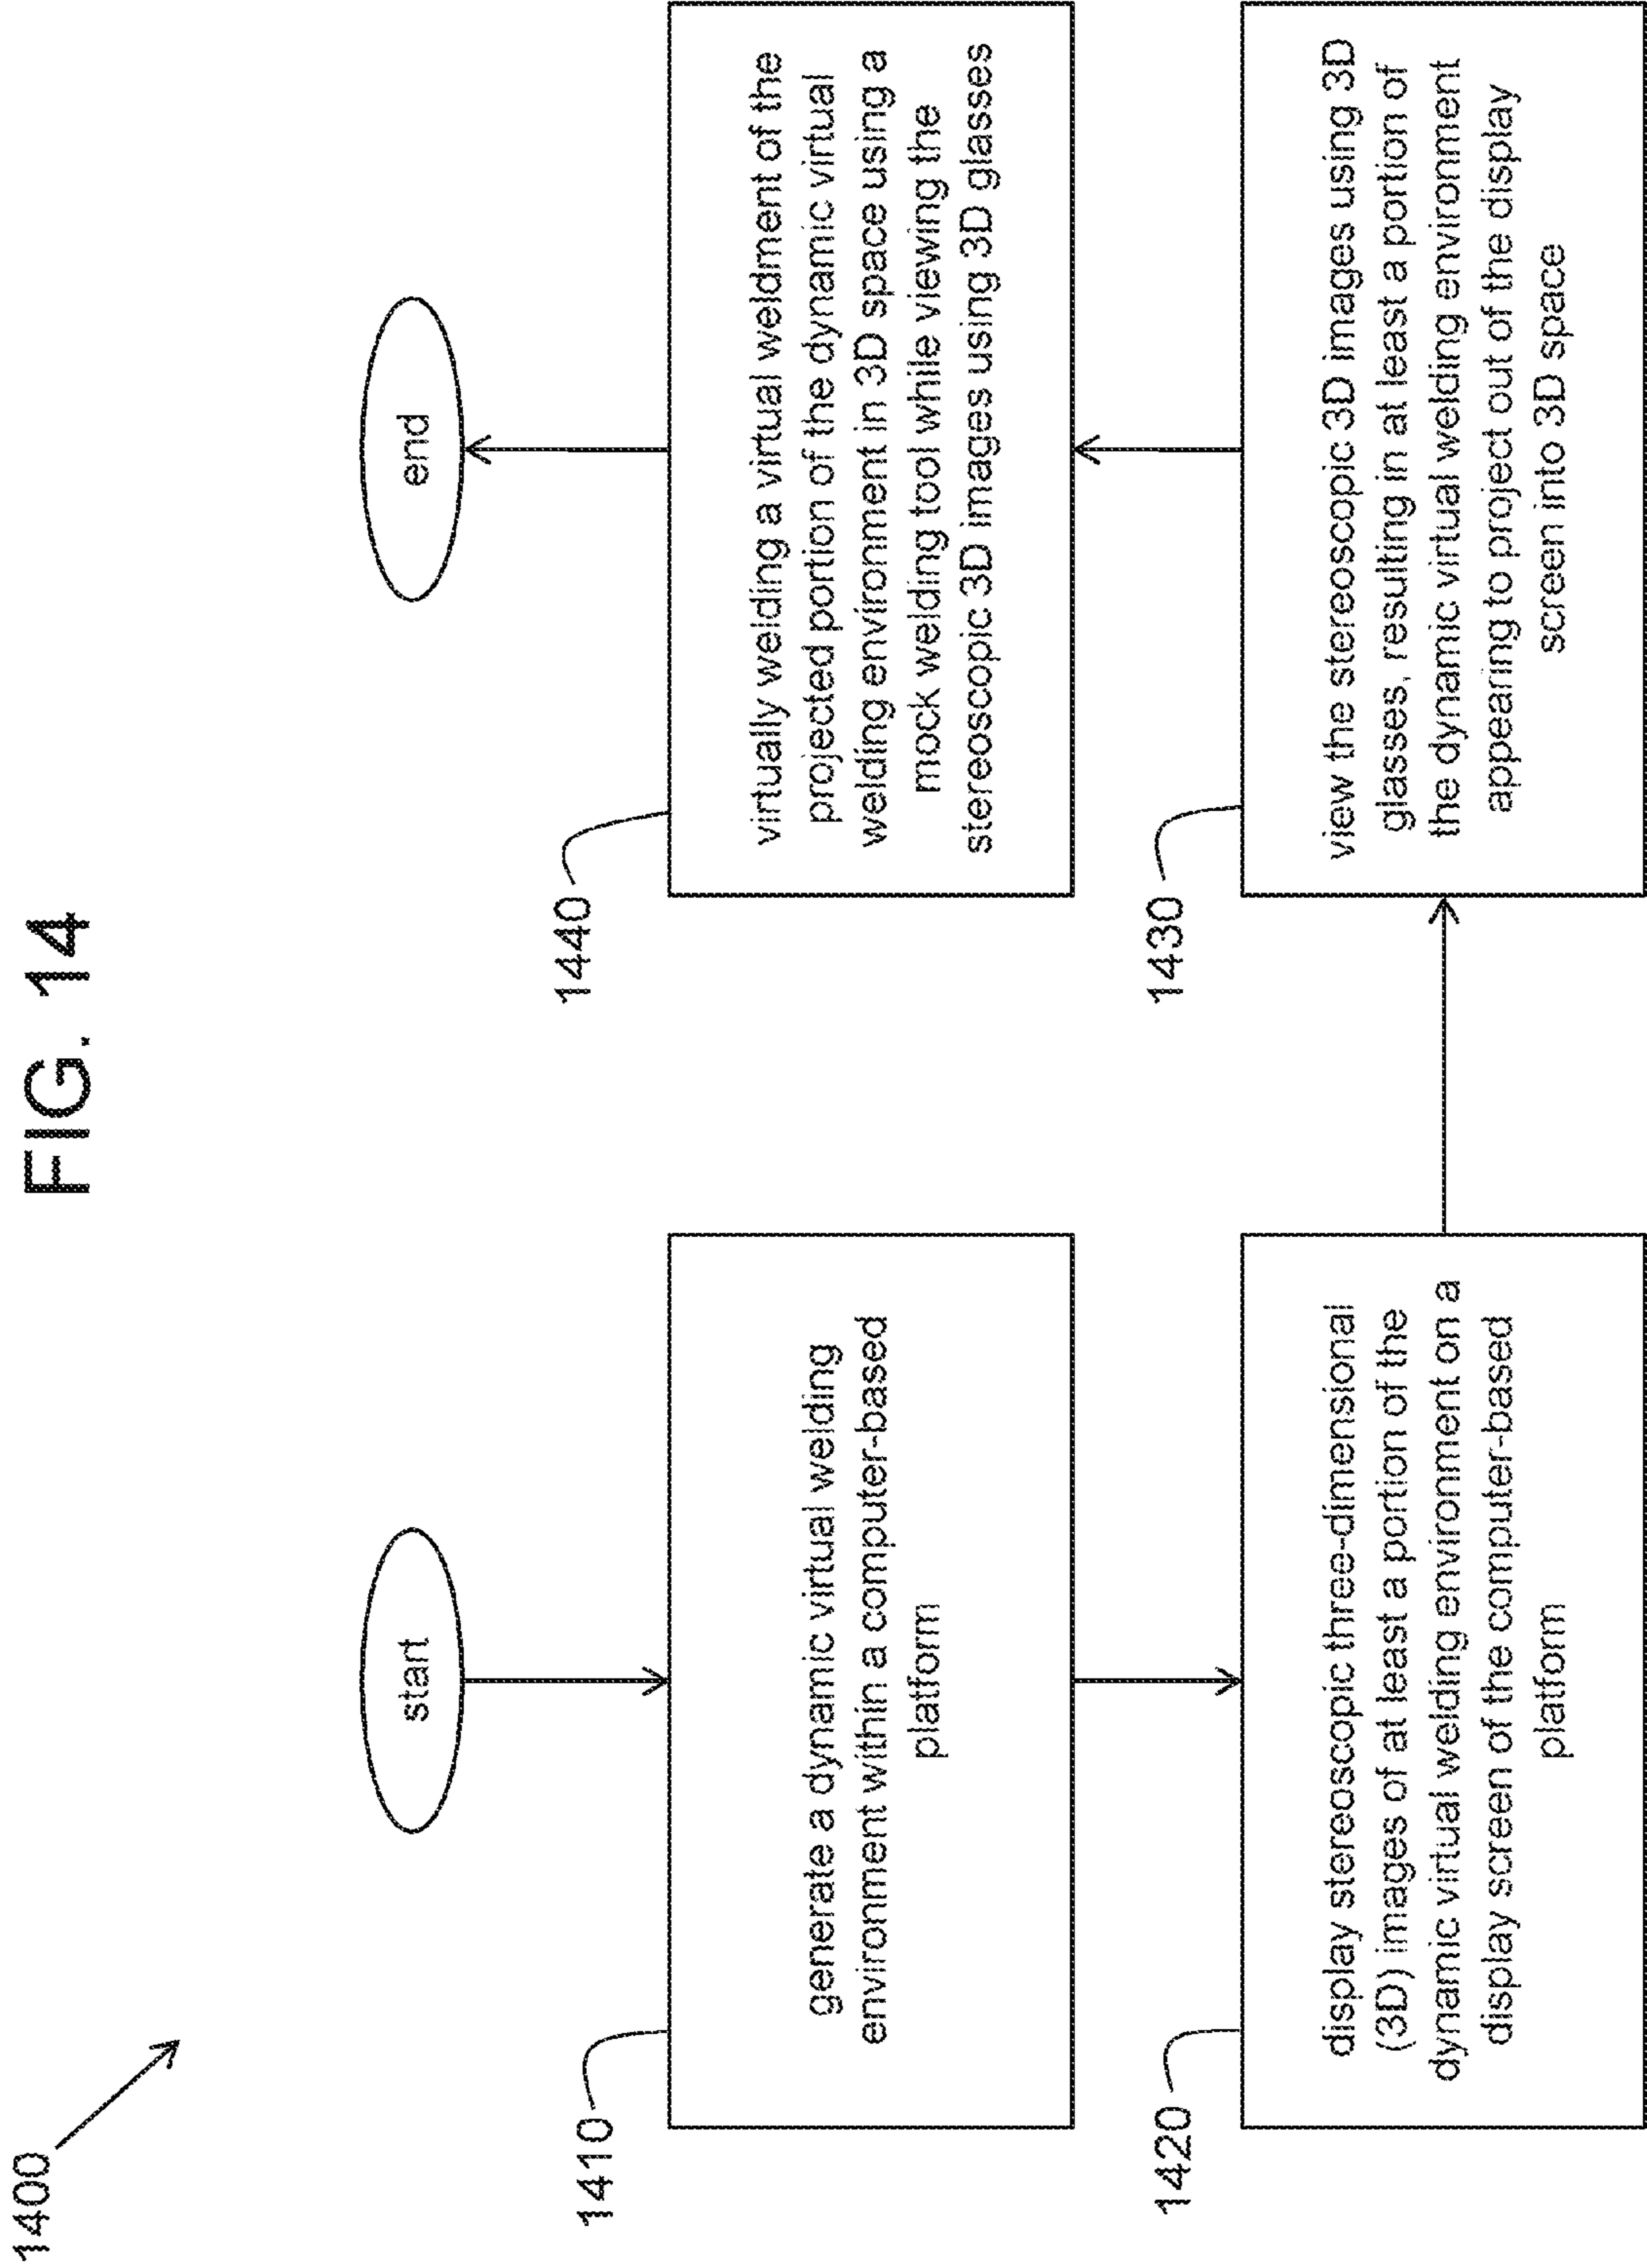 FIG. 14
1400
start
1410
generate a dynamic virtual welding
environment within a computer-based
platform
1420
display stereoscopic three-dimensional
(3D) images of at least a portion of the
dynamic virtual welding environment on a
display screen of the computer-based
platform
1430
view the stereoscopic 3D images using 3D
glasses, resulting in at least a portion of
the dynamic virtual welding environment
appearing to project out of the display
screen into 3D space
1440
virtually welding a virtual weldment of the
projected portion of the dynamic virtual
welding environment in 3D space using a
mock welding tool while viewing the
stereoscopic 3D images using 3D glasses
end